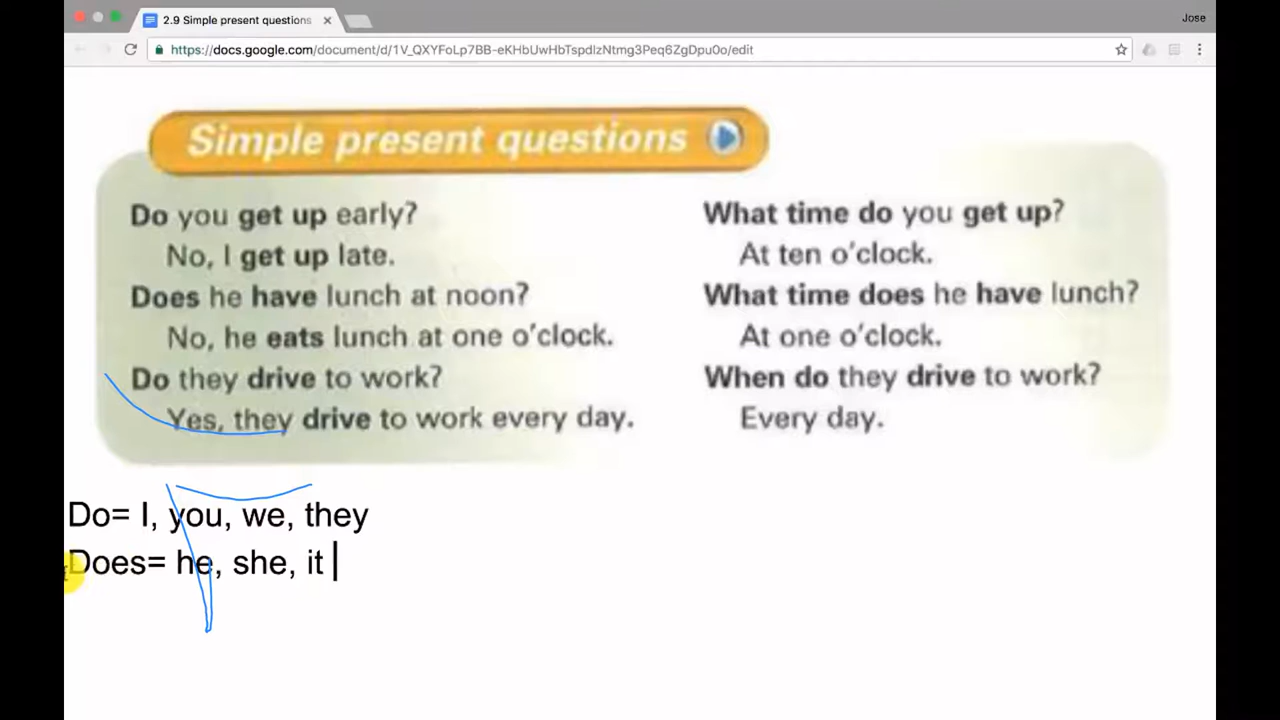 Jose
2.9 Simple present questions
https://docs.google.com/document/d/1V_QXYFoLp7BB-eKHbUwHbTspdlzNtmg3Peq6ZgDpu0o/edit
Simple present questions
Do you get up early?
No, I get up late.
Does he have lunch at noon?
No, he eats lunch at one o'clock.
Do they drive to work?
Yes, they drive to work every day.
What time do you get up?
At ten o'clock.
What time does he have lunch?
At one o'clock.
When do they drive to work?
Every day.
Do= I, you, we, they
Does= he, she, it